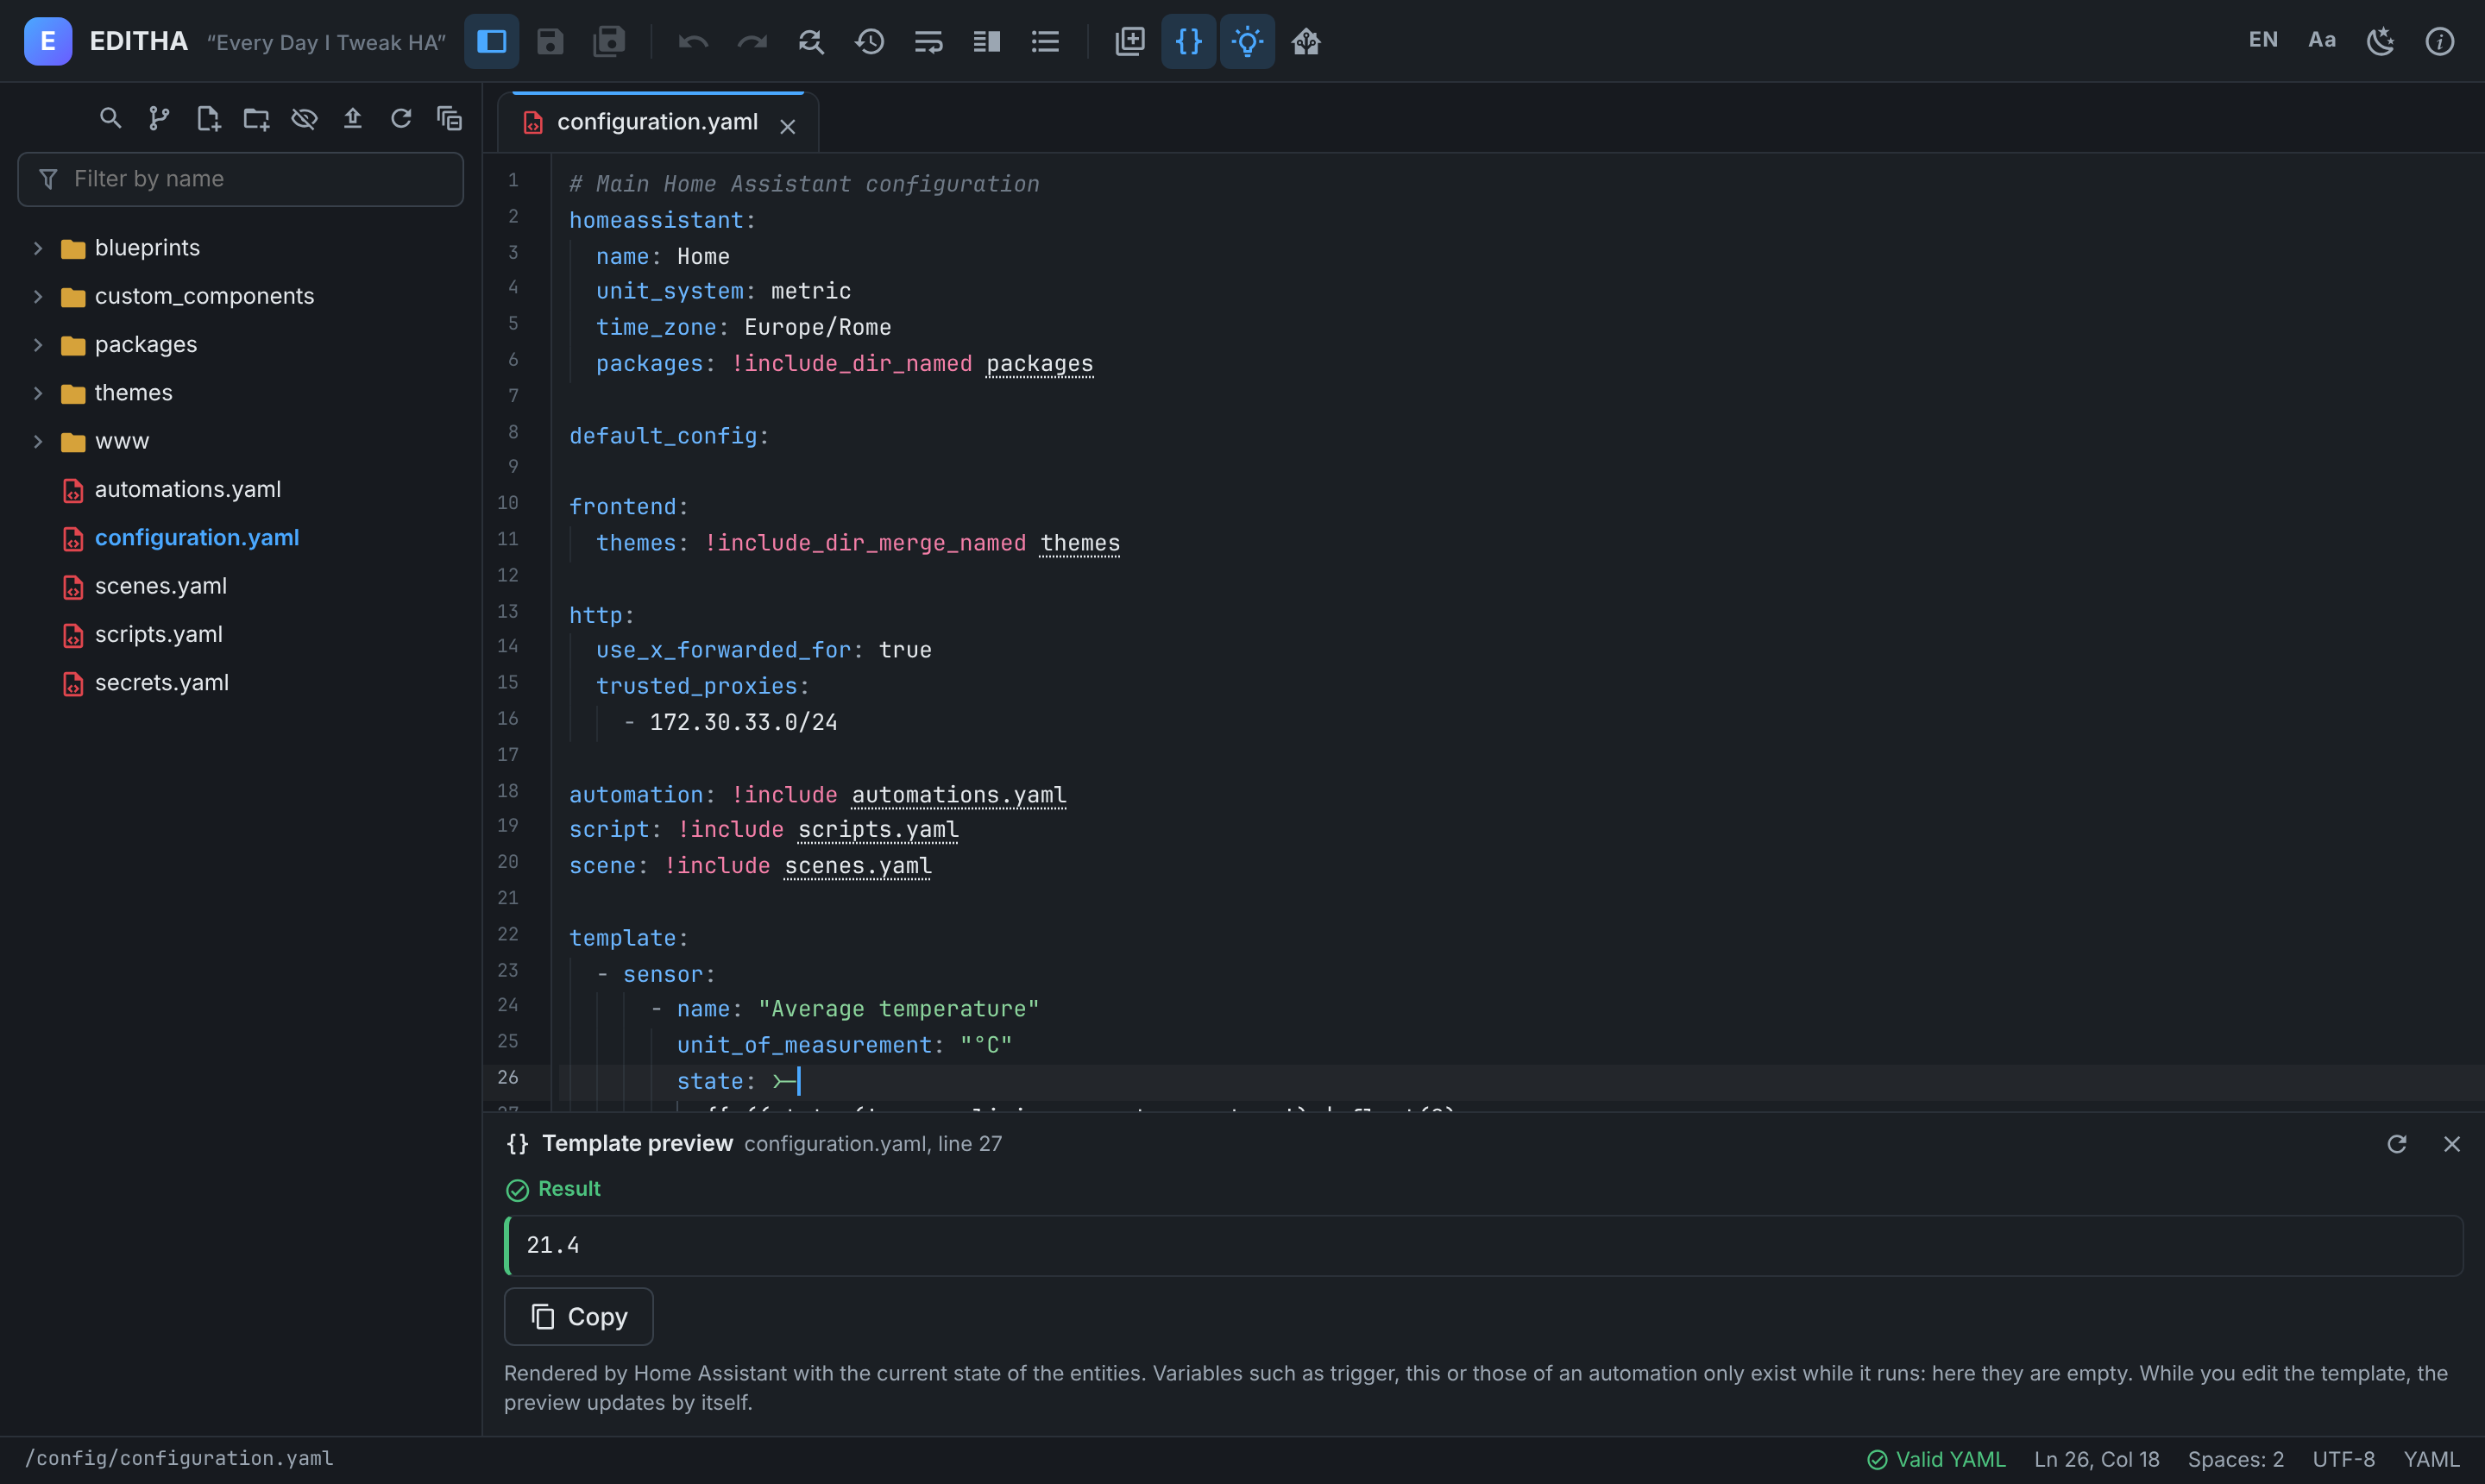 E EDITHA “Every Day I Tweak HA” EN Aa
Filter by name
blueprints
custom_components
packages
themes
www
automations.yaml
configuration.yaml
scenes.yaml
scripts.yaml
secrets.yaml
configuration.yaml
1 # Main Home Assistant configuration
2 homeassistant:
3 name: Home
4 unit_system: metric
5 time_zone: Europe/Rome
6 packages: !include_dir_named packages
7
8 default_config:
9
10 frontend:
11 themes: !include_dir_merge_named themes
12
13 http:
14 use_x_forwarded_for: true
15 trusted_proxies:
16 - 172.30.33.0/24
17
18 automation: !include automations.yaml
19 script: !include scripts.yaml
20 scene: !include scenes.yaml
21
22 template:
23 - sensor:
24 - name: "Average temperature"
25 unit_of_measurement: "°C"
26 state: >-
27
{} Template preview configuration.yaml, line 27
Result
21.4
Copy
Rendered by Home Assistant with the current state of the entities. Variables such as trigger, this or those of an automation only exist while it runs: here they are empty. While you edit the template, the
preview updates by itself.
/config/configuration.yaml Valid YAML Ln 26, Col 18 Spaces: 2 UTF-8 YAML